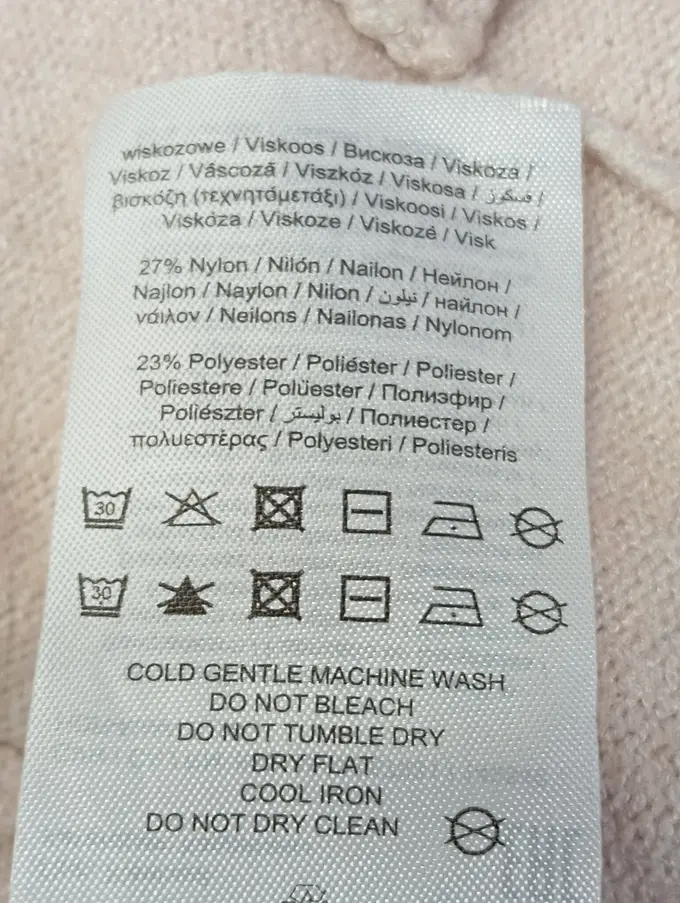 wiskozowe / Viskoos / Вискоза / Viskoza /
Viskoz / Vâscoză / Viszkóz / Viskosa / فسكوز /
βισκόζη (τεχνητόμετάξι) / Viskoosi / Viskos /
Viskóza / Viskoze / Viskozé / Visk
27% Nylon / Nilón / Nailon / Нейлон /
Najlon / Naylon / Nilon / نيلون / найлон /
νάιλον / Neilons / Nailonas / Nylonom
23% Polyester / Poliéster / Poliester /
Poliestere / Polüester / Полиэфир /
Poliészter / بوليستر / Полиестер /
πολυεστέρας / Polyesteri / Poliesteris
30
30
COLD GENTLE MACHINE WASH
DO NOT BLEACH
DO NOT TUMBLE DRY
DRY FLAT
COOL IRON
DO NOT DRY CLEAN